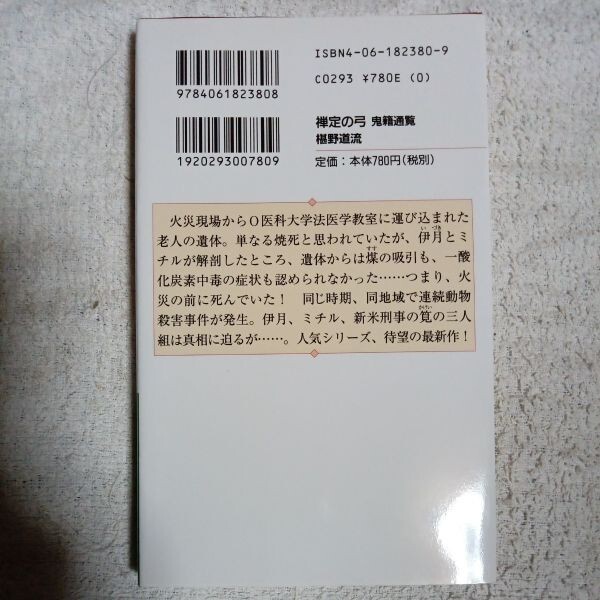 ISBN4-06-182380-9
C0293 ¥780E (0)
9784061823808
1920293007809
禅定の弓 鬼籍通覧
椹野道流
定価：本体780円(税別)
火災現場からO医科大学法医学教室に運び込まれた
老人の遺体。単なる焼死と思われていたが、伊月とミ
チルが解剖したところ、遺体からは煤の吸引も、一酸
化炭素中毒の症状も認められなかった……つまり、火
災の前に死んでいた！　同じ時期、同地域で連続動物
殺害事件が発生。伊月、ミチル、新米刑事の筧の三人
組は真相に迫るが……。人気シリーズ、待望の最新作！